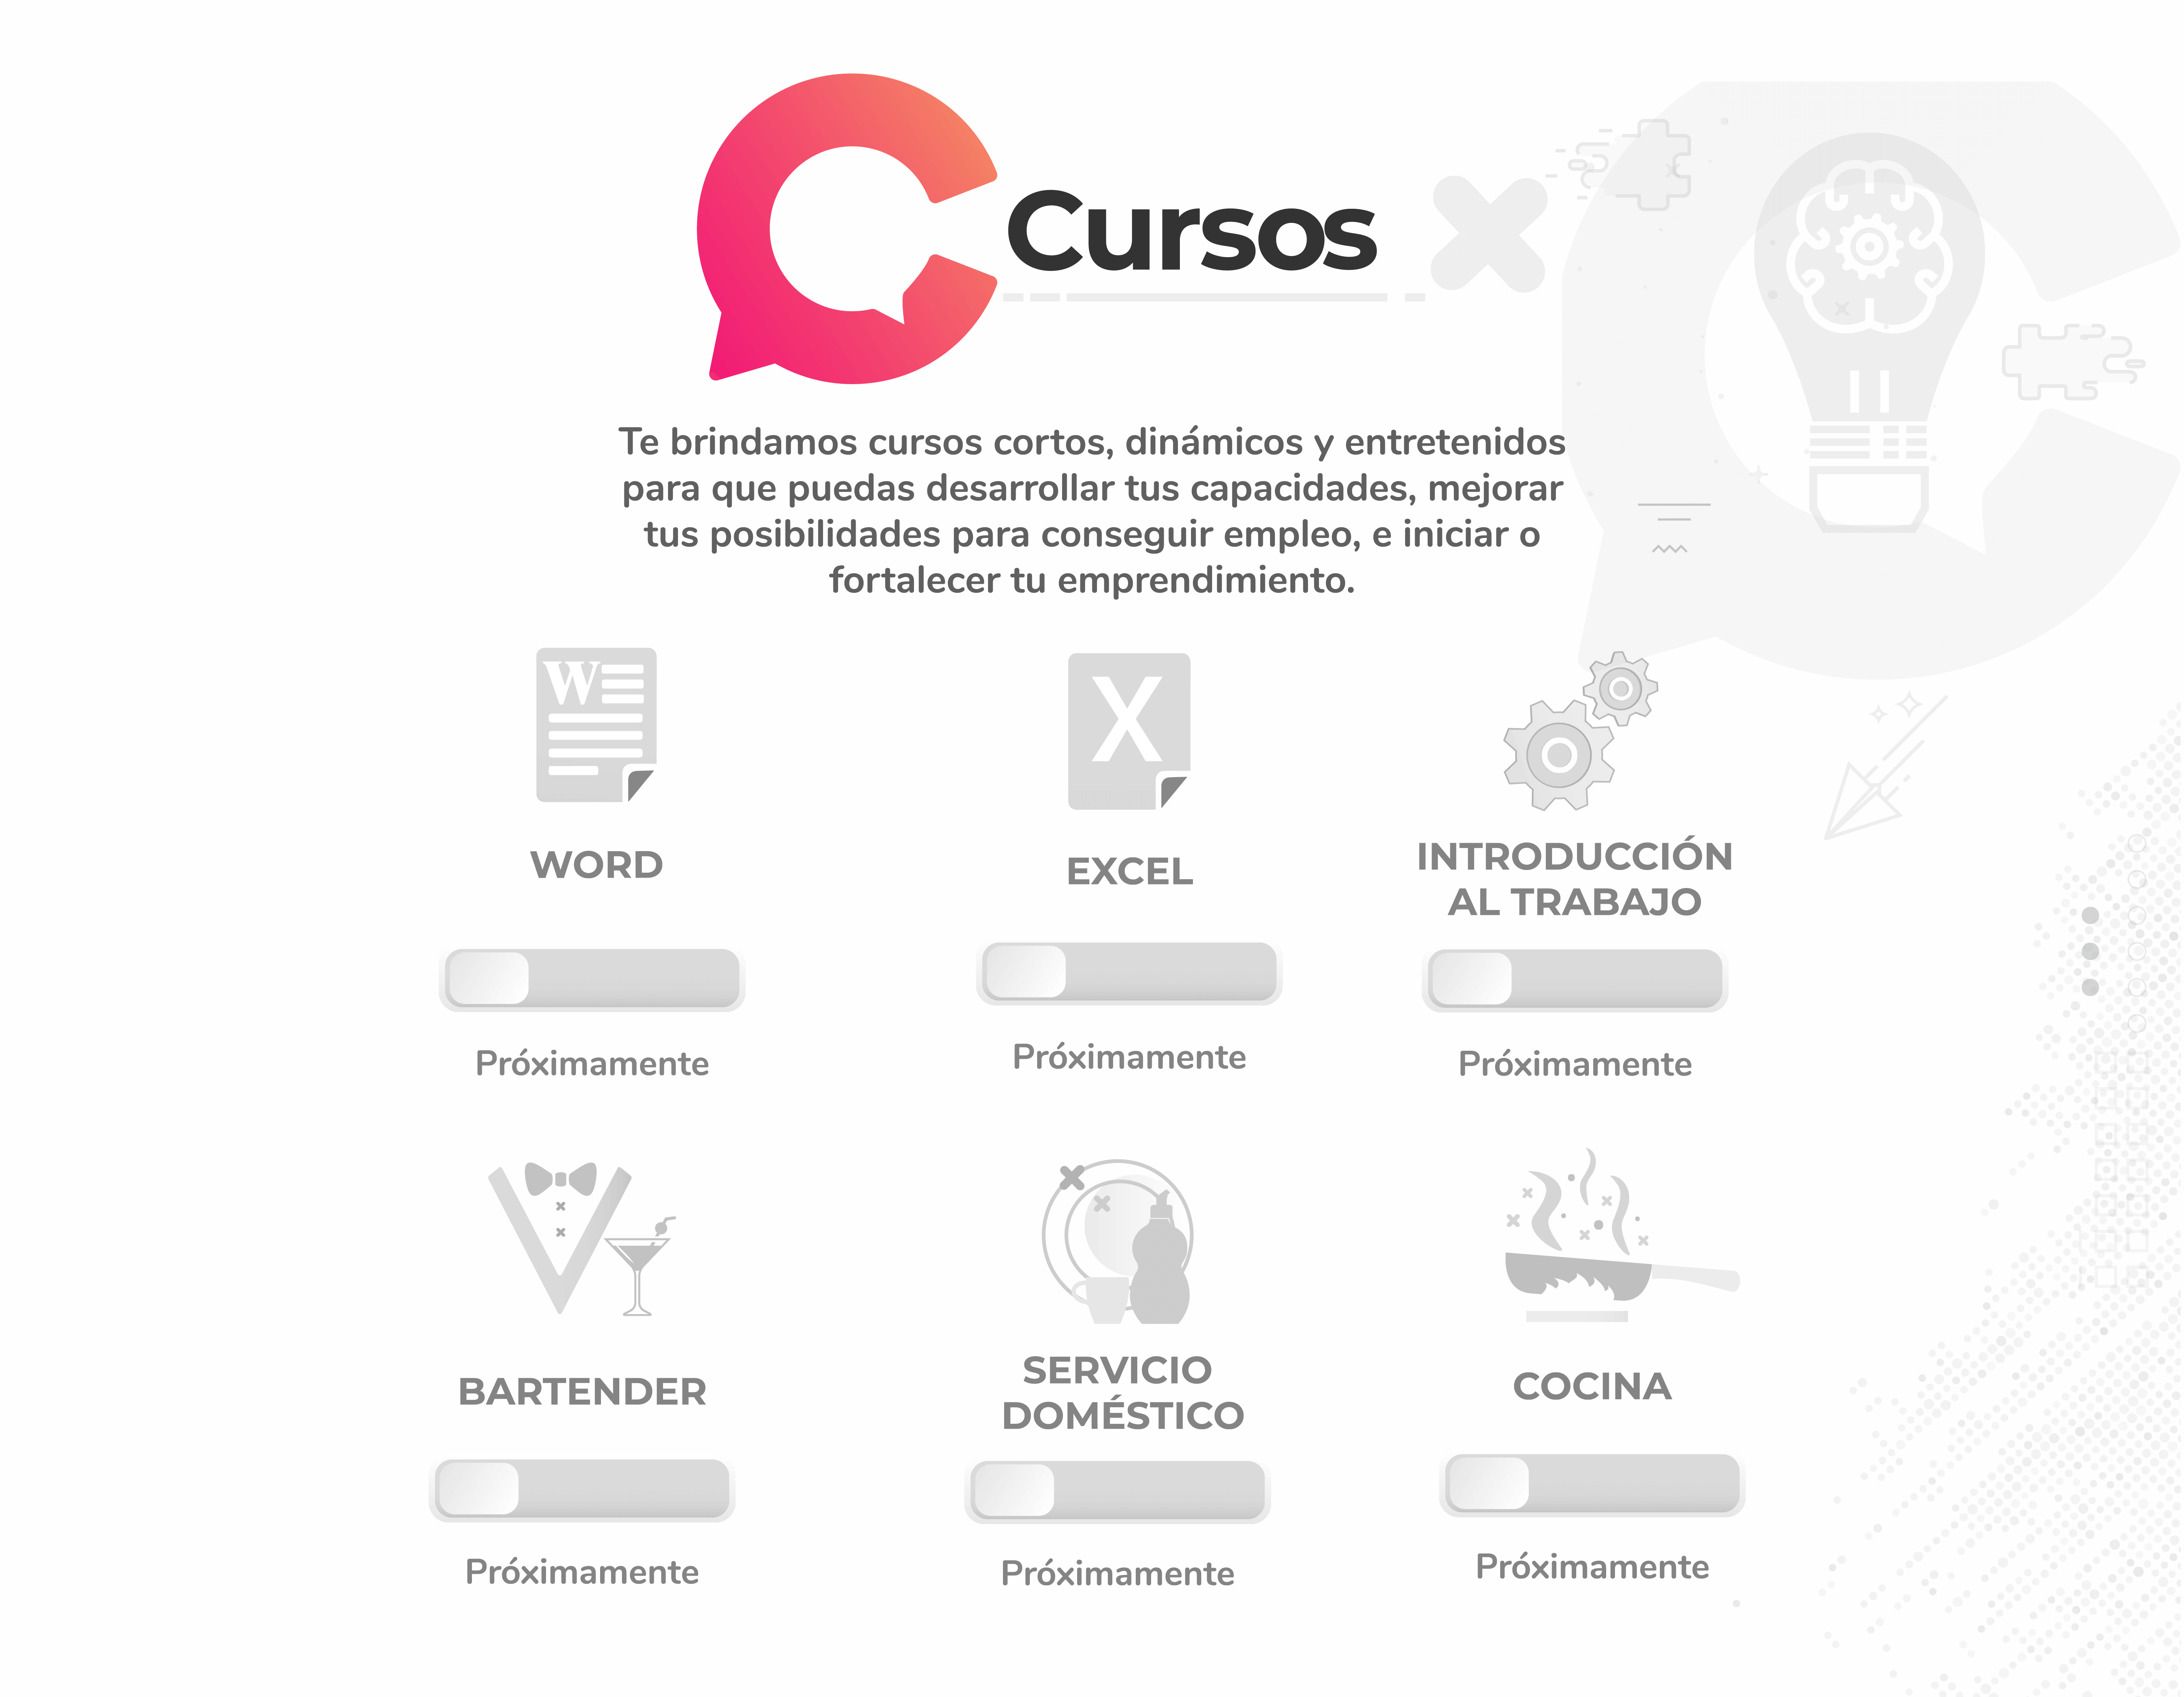 Cursos
Te brindamos cursos cortos, dinámicos y entretenidos
para que puedas desarrollar tus capacidades, mejorar
tus posibilidades para conseguir empleo, e iniciar o
fortalecer tu emprendimiento.
W
X
WORD
EXCEL
INTRODUCCIÓN
AL TRABAJO
Próximamente
Próximamente
Próximamente
BARTENDER
SERVICIO
DOMÉSTICO
COCINA
Próximamente
Próximamente
Próximamente